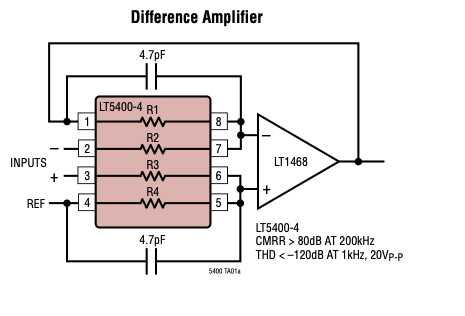 Difference Amplifier
4.7pF
LT5400-4
R1
1
8
R2
2
7
–
–
INPUTS
LT1468
R3
3
6
+
+
R4
REF
4
5
4.7pF
LT5400-4
CMRR > 80dB AT 200kHz
THD < –120dB AT 1kHz, 20VP-P
5400 TA01a